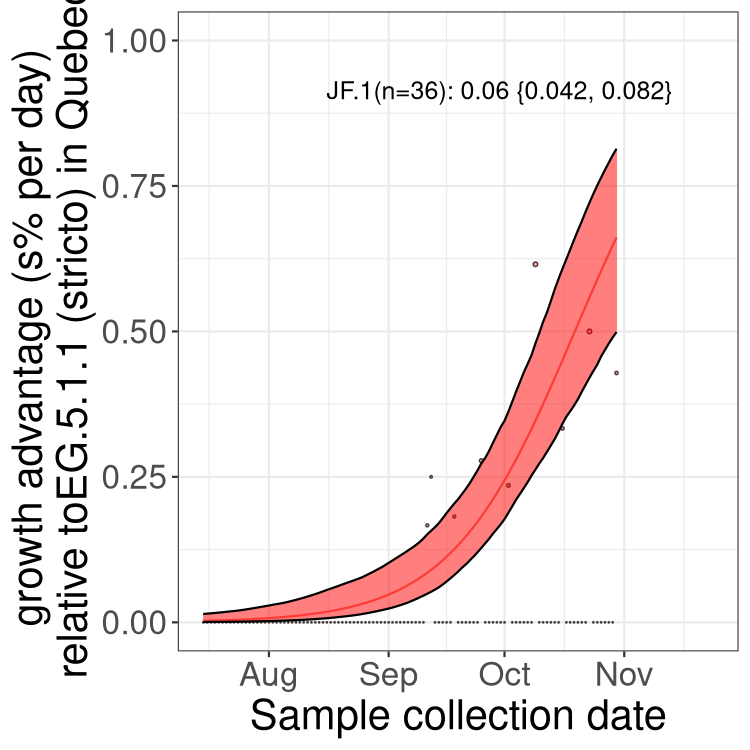 growth advantage (s% per day)
relative toEG.5.1.1 (stricto) in Quebec
1.00
0.75
0.50
0.25
0.00
JF.1(n=36): 0.06 {0.042, 0.082}
Aug Sep Oct Nov
Sample collection date